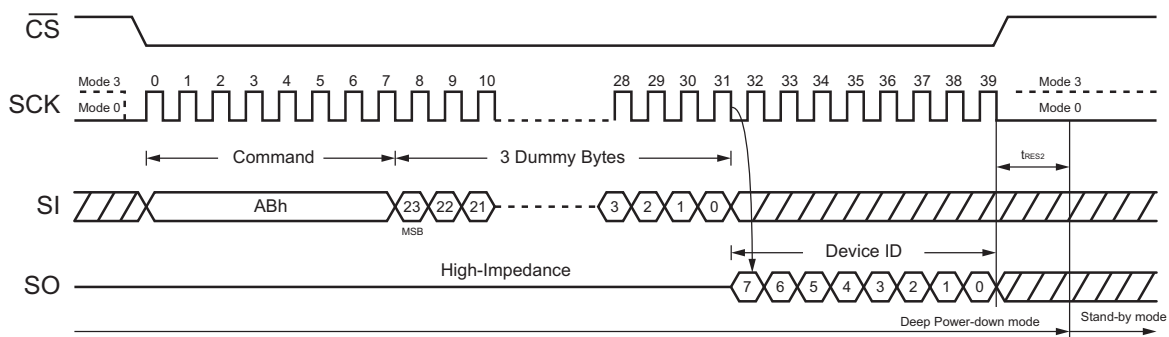 CS
0 1 2 3 4 5 6 7 8 9 10 28 29 30 31 32 33 34 35 36 37 38 39
Mode 3 Mode 3
SCK
Mode 0 Mode 0
Command 3 Dummy Bytes tRES2
SI ABh 23 22 21 3 2 1 0
MSB
Device ID
High-Impedance
SO 7 6 5 4 3 2 1 0
Deep Power-down mode Stand-by mode